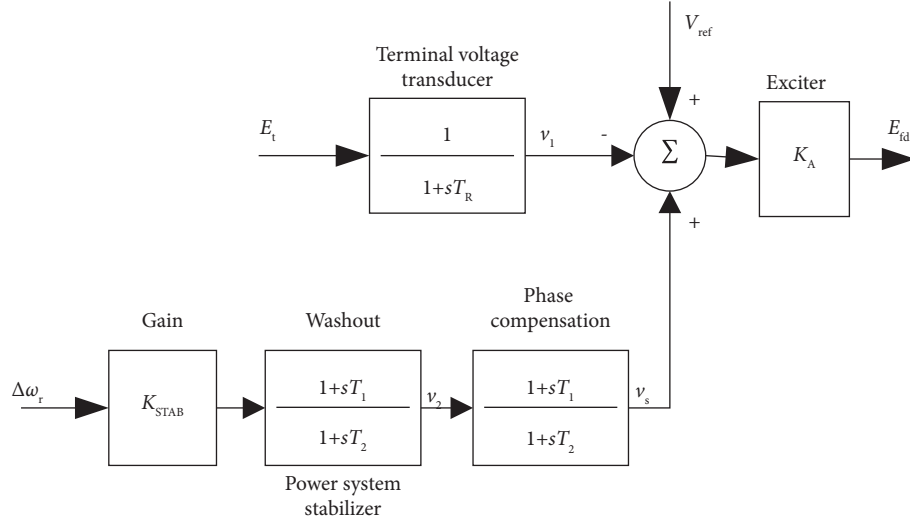 V_ref
Terminal voltage
transducer
Exciter
E_t
1
1+sT_R
v_1
-
+
Σ
K_A
E_fd
+
Gain
Washout
Phase
compensation
Δω_r
K_STAB
1+sT_1
1+sT_2
v_2
1+sT_1
1+sT_2
v_s
Power system
stabilizer